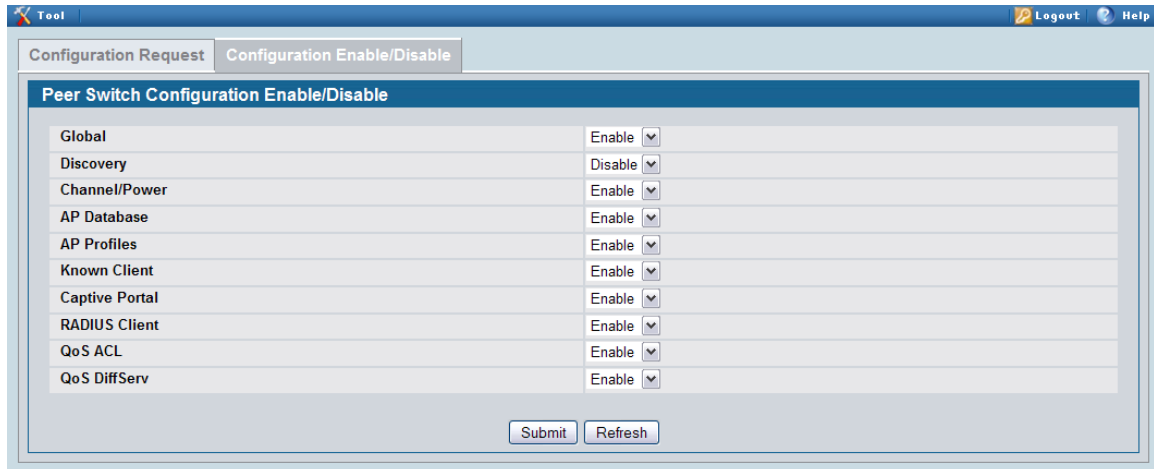 Tool Logout Help
Configuration Request Configuration Enable/Disable
Peer Switch Configuration Enable/Disable
Global Enable
Discovery Disable
Channel/Power Enable
AP Database Enable
AP Profiles Enable
Known Client Enable
Captive Portal Enable
RADIUS Client Enable
QoS ACL Enable
QoS DiffServ Enable
Submit Refresh